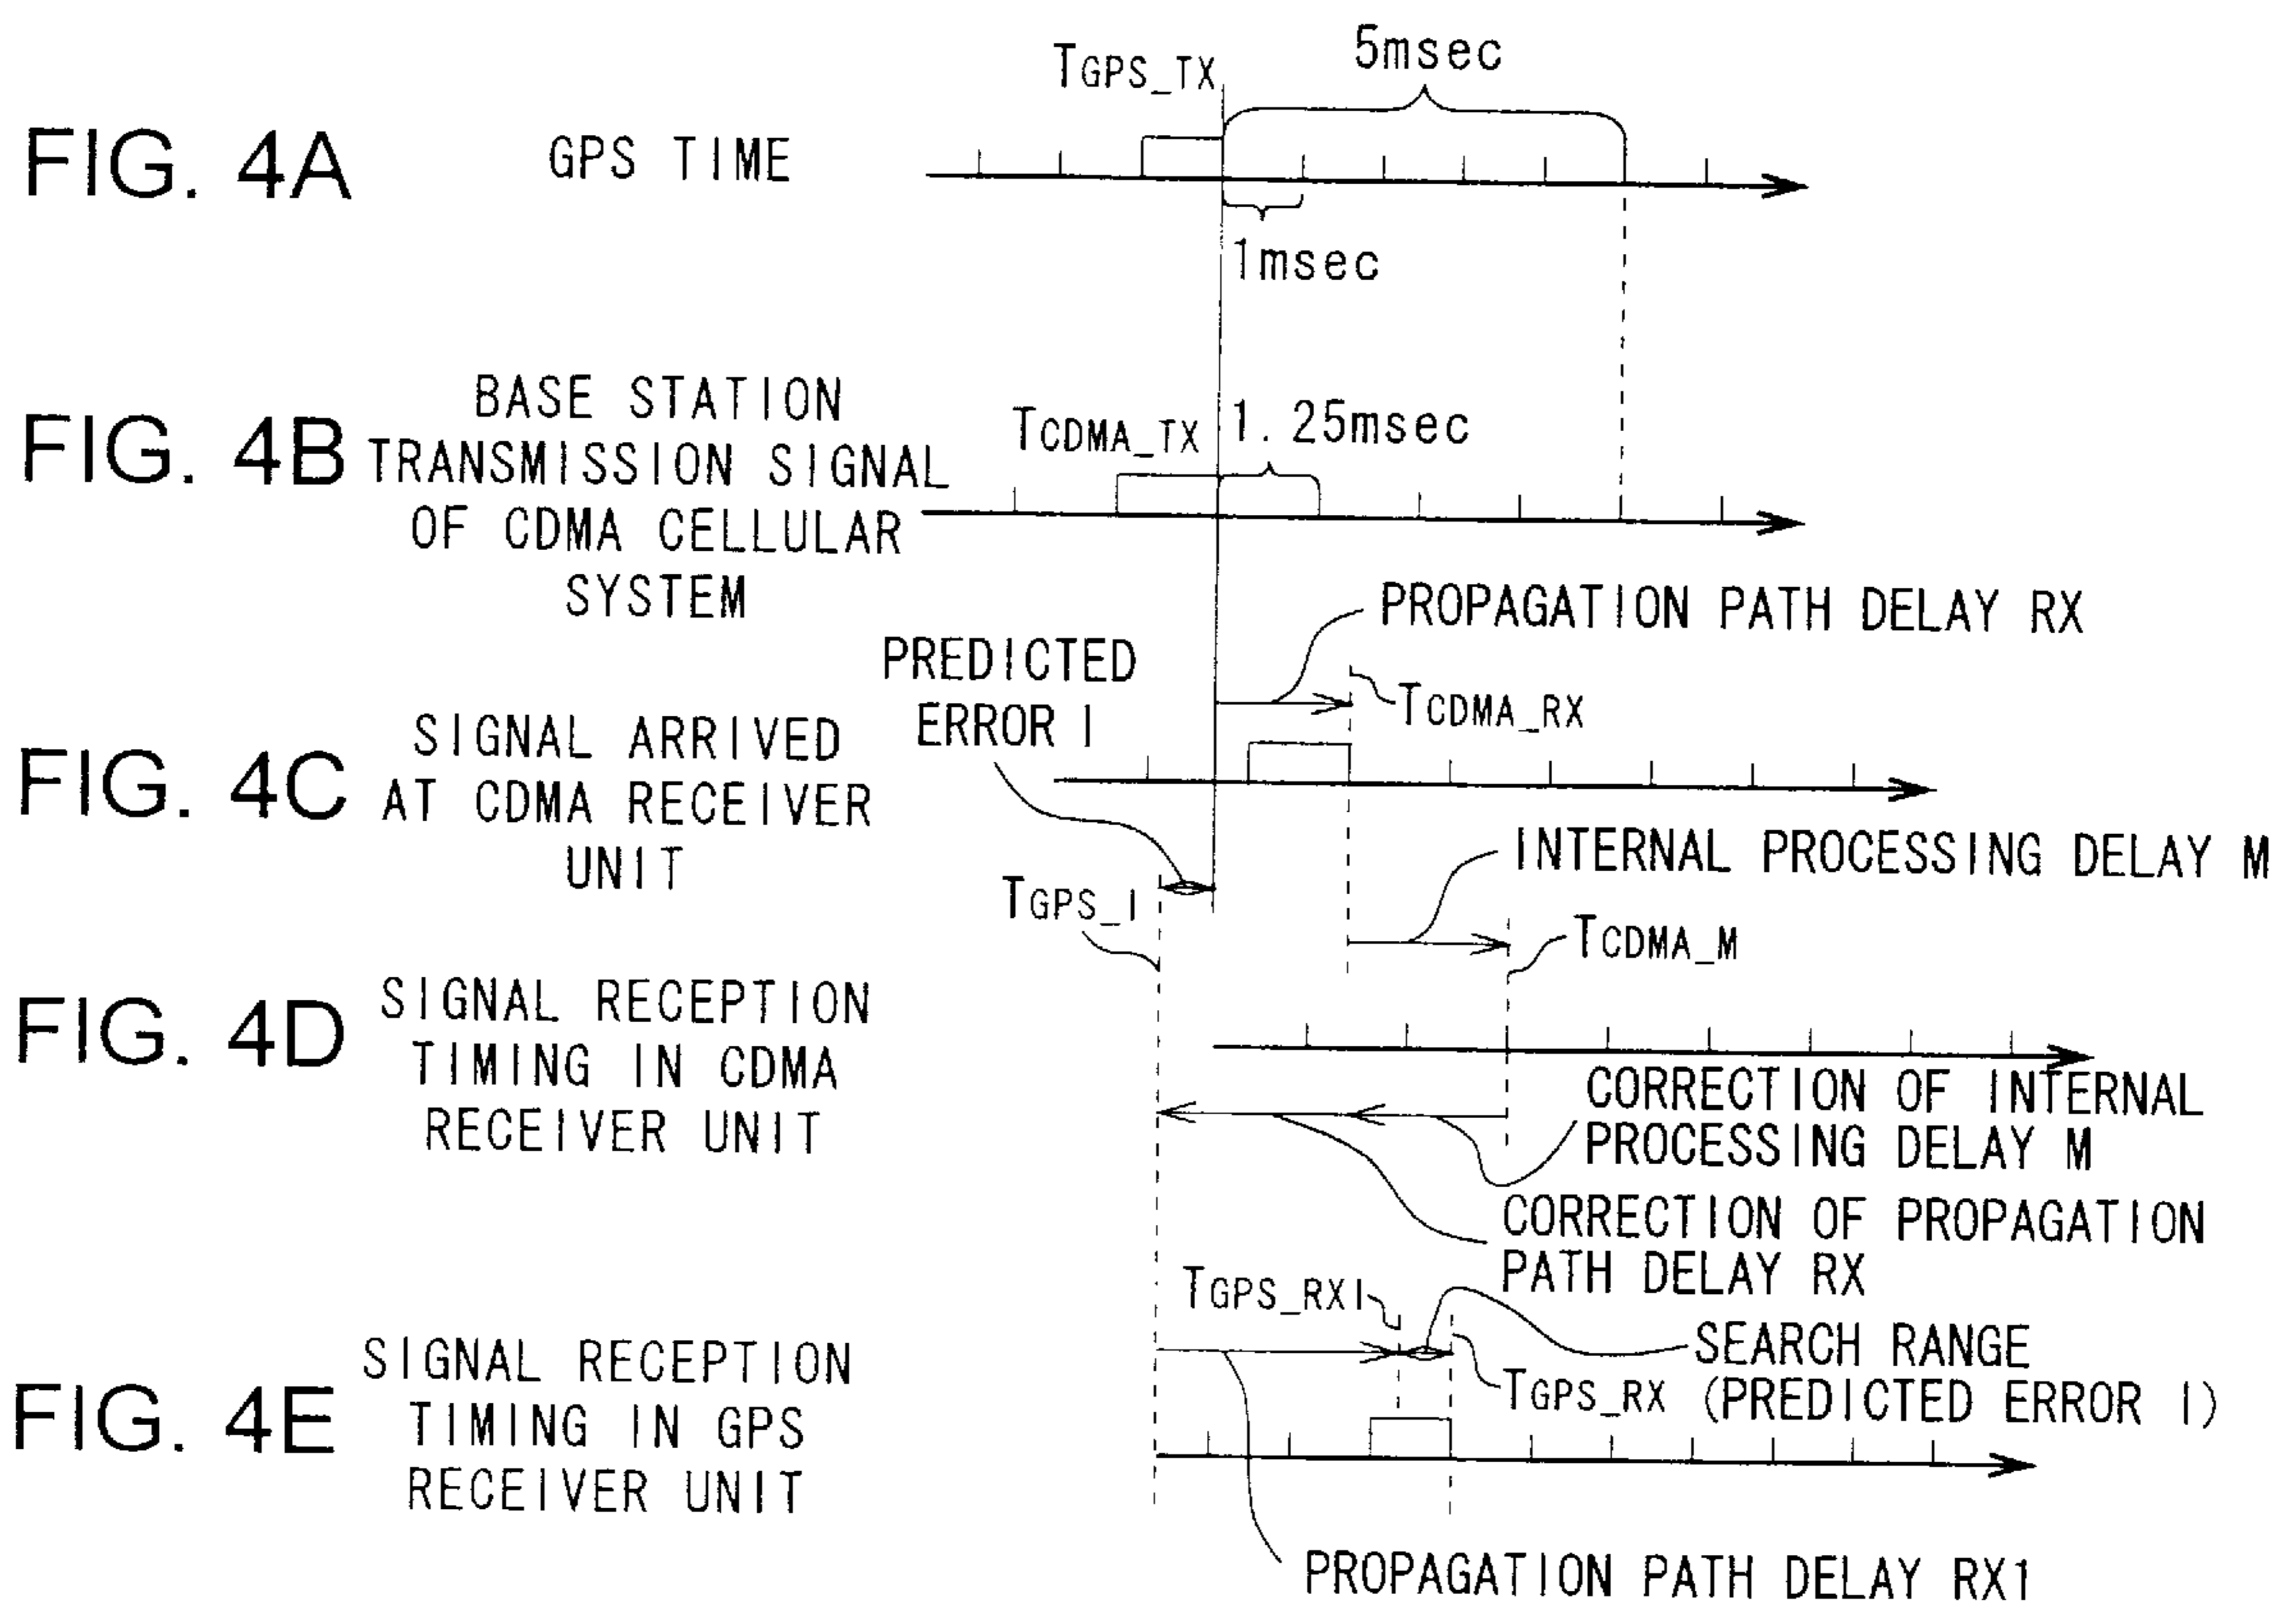 TGPS_TX
5msec
FIG. 4A
GPS TIME
1msec
FIG. 4B
BASE STATION
TRANSMISSION SIGNAL
OF CDMA CELLULAR
SYSTEM
TCDMA_TX
1.25msec
PROPAGATION PATH DELAY RX
PREDICTED
ERROR I
TCDMA_RX
FIG. 4C
SIGNAL ARRIVED
AT CDMA RECEIVER
UNIT
INTERNAL PROCESSING DELAY M
TGPS_I
TCDMA_M
FIG. 4D
SIGNAL RECEPTION
TIMING IN CDMA
RECEIVER UNIT
CORRECTION OF INTERNAL
PROCESSING DELAY M
CORRECTION OF PROPAGATION
PATH DELAY RX
TGPS_RXI
SEARCH RANGE
(PREDICTED ERROR I)
TGPS_RX
FIG. 4E
SIGNAL RECEPTION
TIMING IN GPS
RECEIVER UNIT
PROPAGATION PATH DELAY RX1